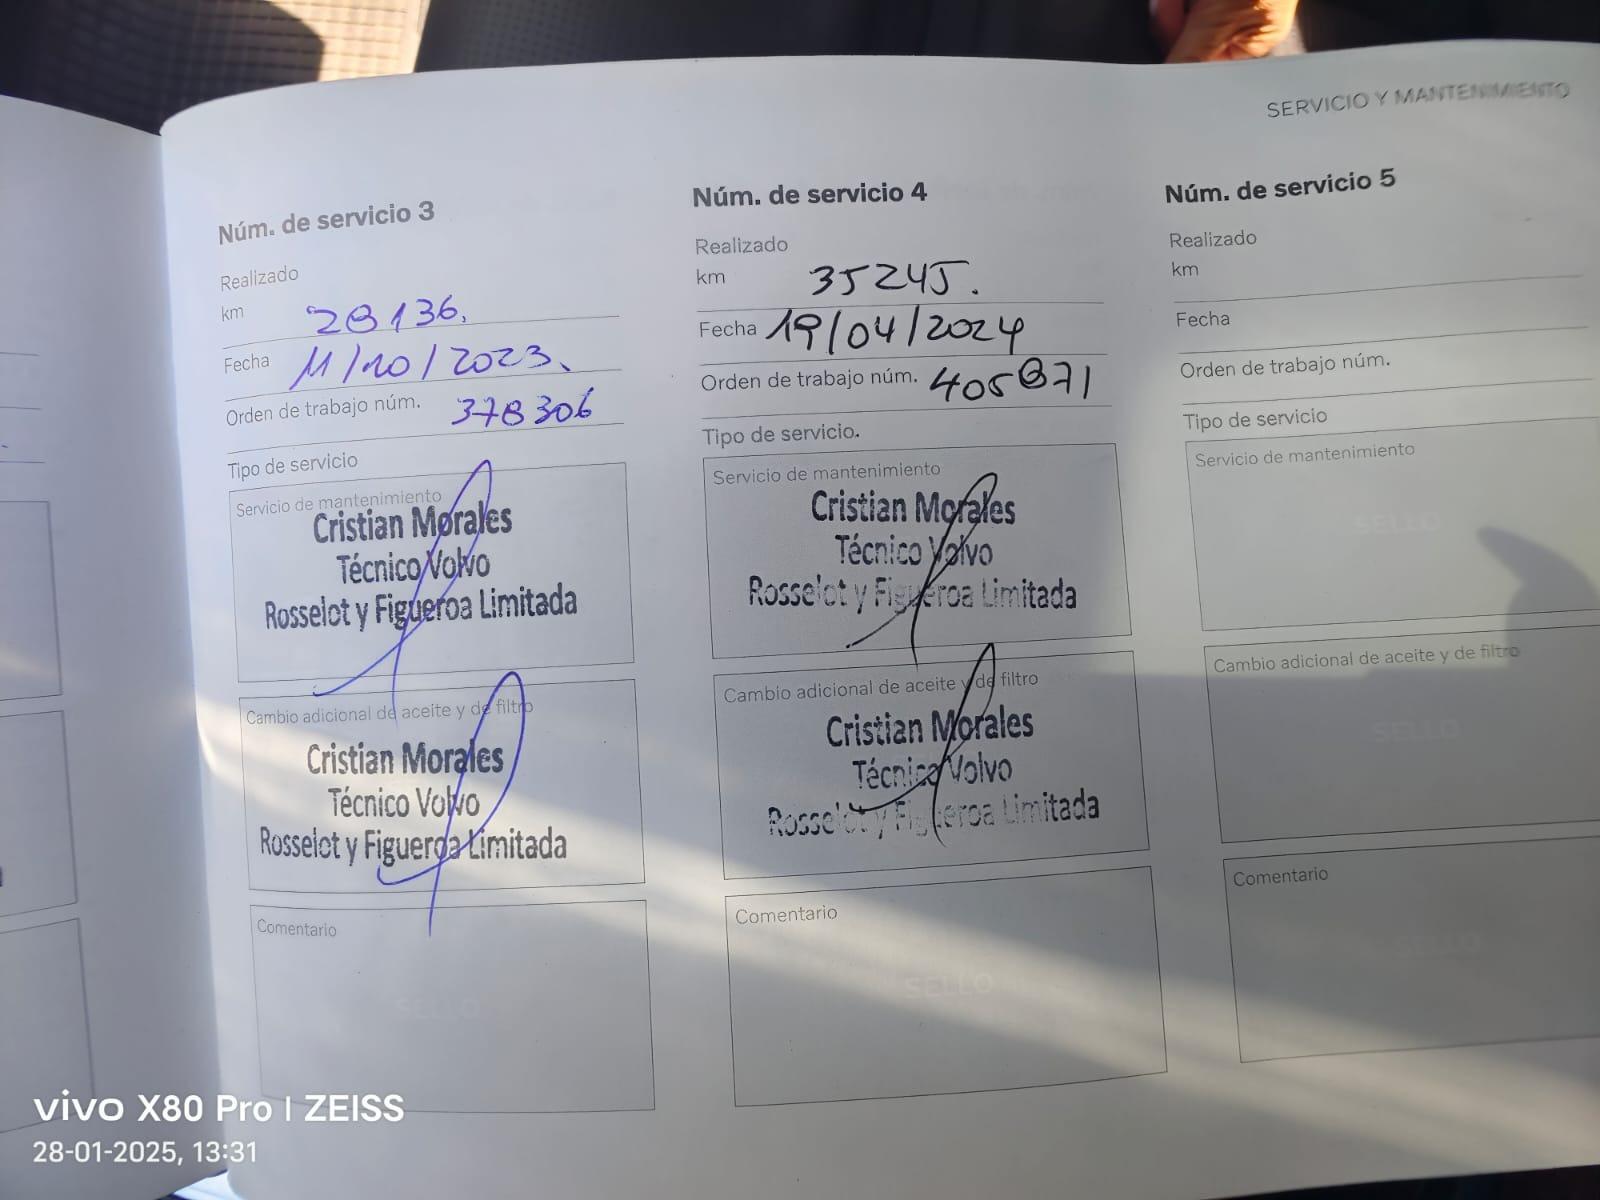 SERVICIO Y MANTENIMIENTO
Núm. de servicio 3
Realizado
km 28136.
Fecha 11/10/2023.
Orden de trabajo núm. 378306
Tipo de servicio
Servicio de mantenimiento
Cristian Morales
Técnico Volvo
Rosselot y Figueroa Limitada
Cambio adicional de aceite y de filtro
Cristian Morales
Técnico Volvo
Rosselot y Figueroa Limitada
Comentario
SELLO
Núm. de servicio 4
Realizado
km 35245.
Fecha 19/04/2024
Orden de trabajo núm. 405871
Tipo de servicio.
Servicio de mantenimiento
Cristian Morales
Técnico Volvo
Rosselot y Figueroa Limitada
Cambio adicional de aceite y de filtro
Cristian Morales
Técnico Volvo
Rosselot y Figueroa Limitada
Comentario
SELLO
Núm. de servicio 5
Realizado
km
Fecha
Orden de trabajo núm.
Tipo de servicio
Servicio de mantenimiento
SELLO
Cambio adicional de aceite y de filtro
SELLO
Comentario
SELLO
vivo X80 Pro | ZEISS
28-01-2025, 13:31